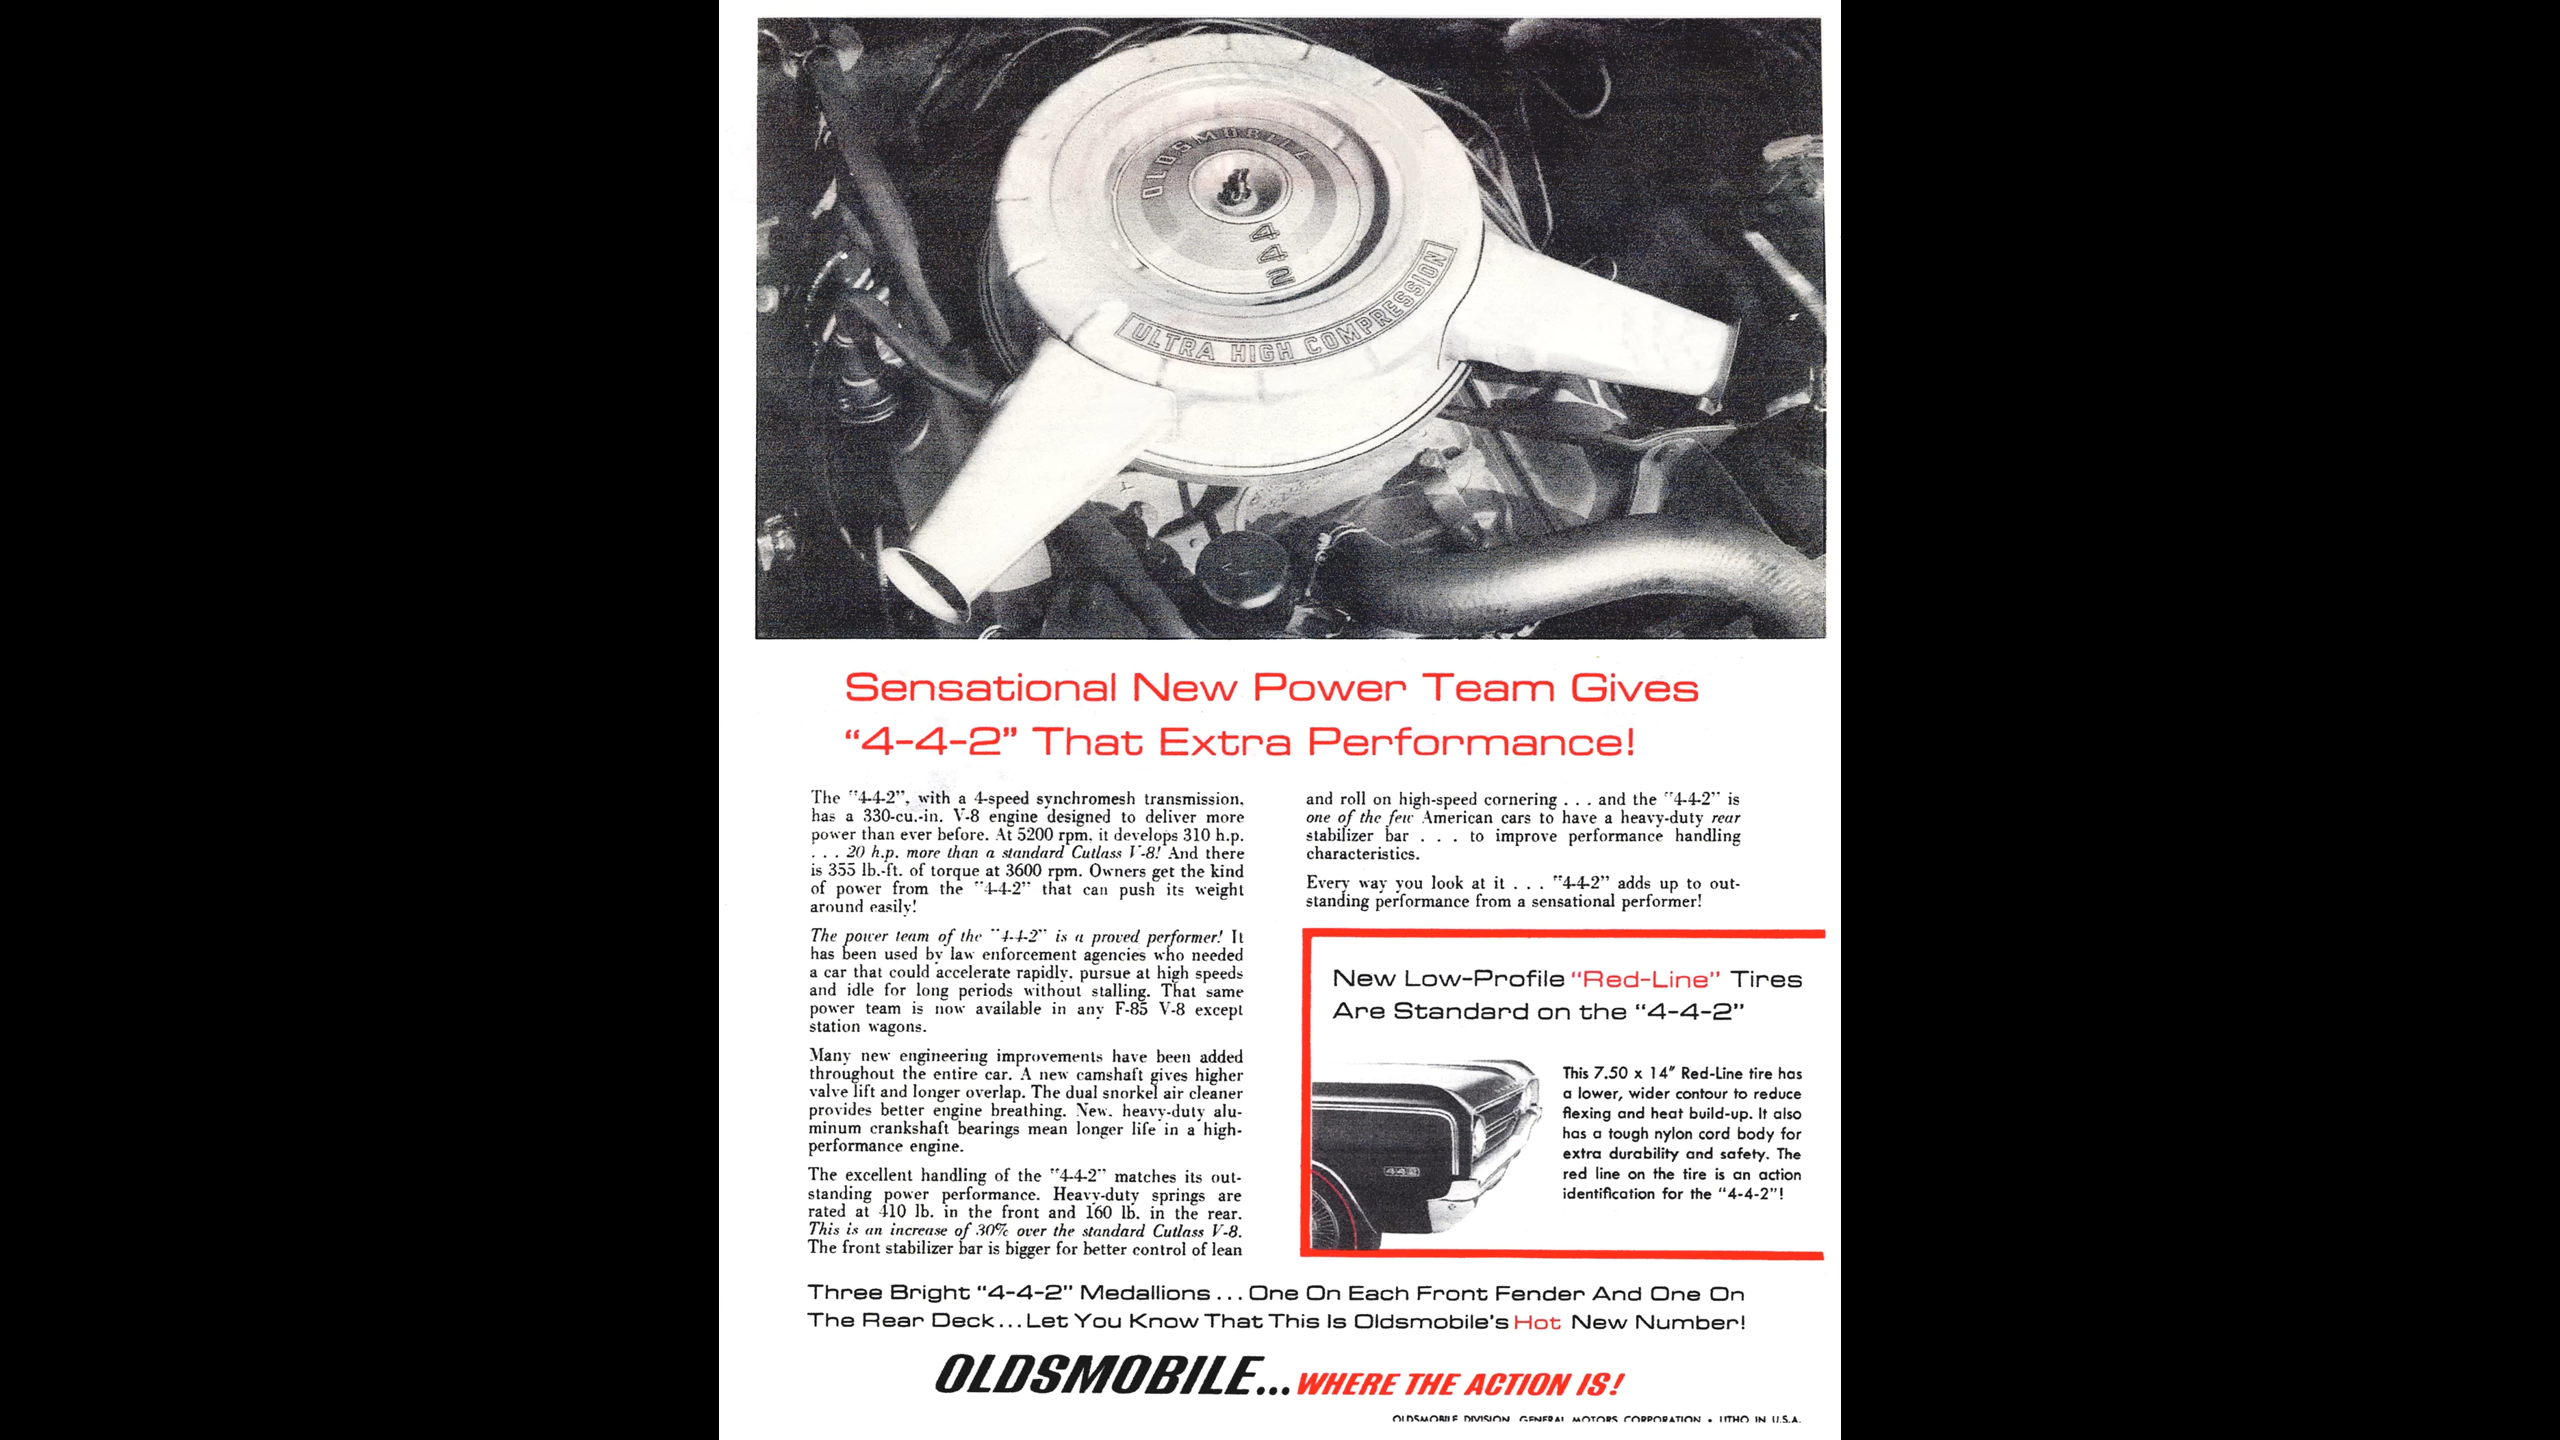 OLDSMOBILE
442
ULTRA HIGH COMPRESSION
Sensational New Power Team Gives
“4-4-2” That Extra Performance!
The “4-4-2”, with a 4-speed synchromesh transmission,
has a 330-cu.-in. V-8 engine designed to deliver more
power than ever before. At 5200 rpm, it develops 310 h.p.
. . . 20 h.p. more than a standard Cutlass V-8! And there
is 355 lb.-ft. of torque at 3600 rpm. Owners get the kind
of power from the “4-4-2” that can push its weight
around easily!
The power team of the “4-4-2” is a proved performer! It
has been used by law enforcement agencies who needed
a car that could accelerate rapidly, pursue at high speeds
and idle for long periods without stalling. That same
power team is now available in any F-85 V-8 except
station wagons.
Many new engineering improvements have been added
throughout the entire car. A new camshaft gives higher
valve lift and longer overlap. The dual snorkel air cleaner
provides better engine breathing. New, heavy-duty alu-
minum crankshaft bearings mean longer life in a high-
performance engine.
The excellent handling of the “4-4-2” matches its out-
standing power performance. Heavy-duty springs are
rated at 410 lb. in the front and 160 lb. in the rear.
This is an increase of 30% over the standard Cutlass V-8.
The front stabilizer bar is bigger for better control of lean
and roll on high-speed cornering . . . and the “4-4-2” is
one of the few American cars to have a heavy-duty rear
stabilizer bar . . . to improve performance handling
characteristics.
Every way you look at it . . . “4-4-2” adds up to out-
standing performance from a sensational performer!
New Low-Profile “Red-Line” Tires
Are Standard on the “4-4-2”
442
This 7.50 x 14” Red-Line tire has
a lower, wider contour to reduce
flexing and heat build-up. It also
has a tough nylon cord body for
extra durability and safety. The
red line on the tire is an action
identification for the “4-4-2”!
Three Bright “4-4-2” Medallions . . . One On Each Front Fender And One On
The Rear Deck . . . Let You Know That This Is Oldsmobile’s Hot New Number!
OLDSMOBILE... WHERE THE ACTION IS!
OLDSMOBILE DIVISION, GENERAL MOTORS CORPORATION • LITHO IN U.S.A.